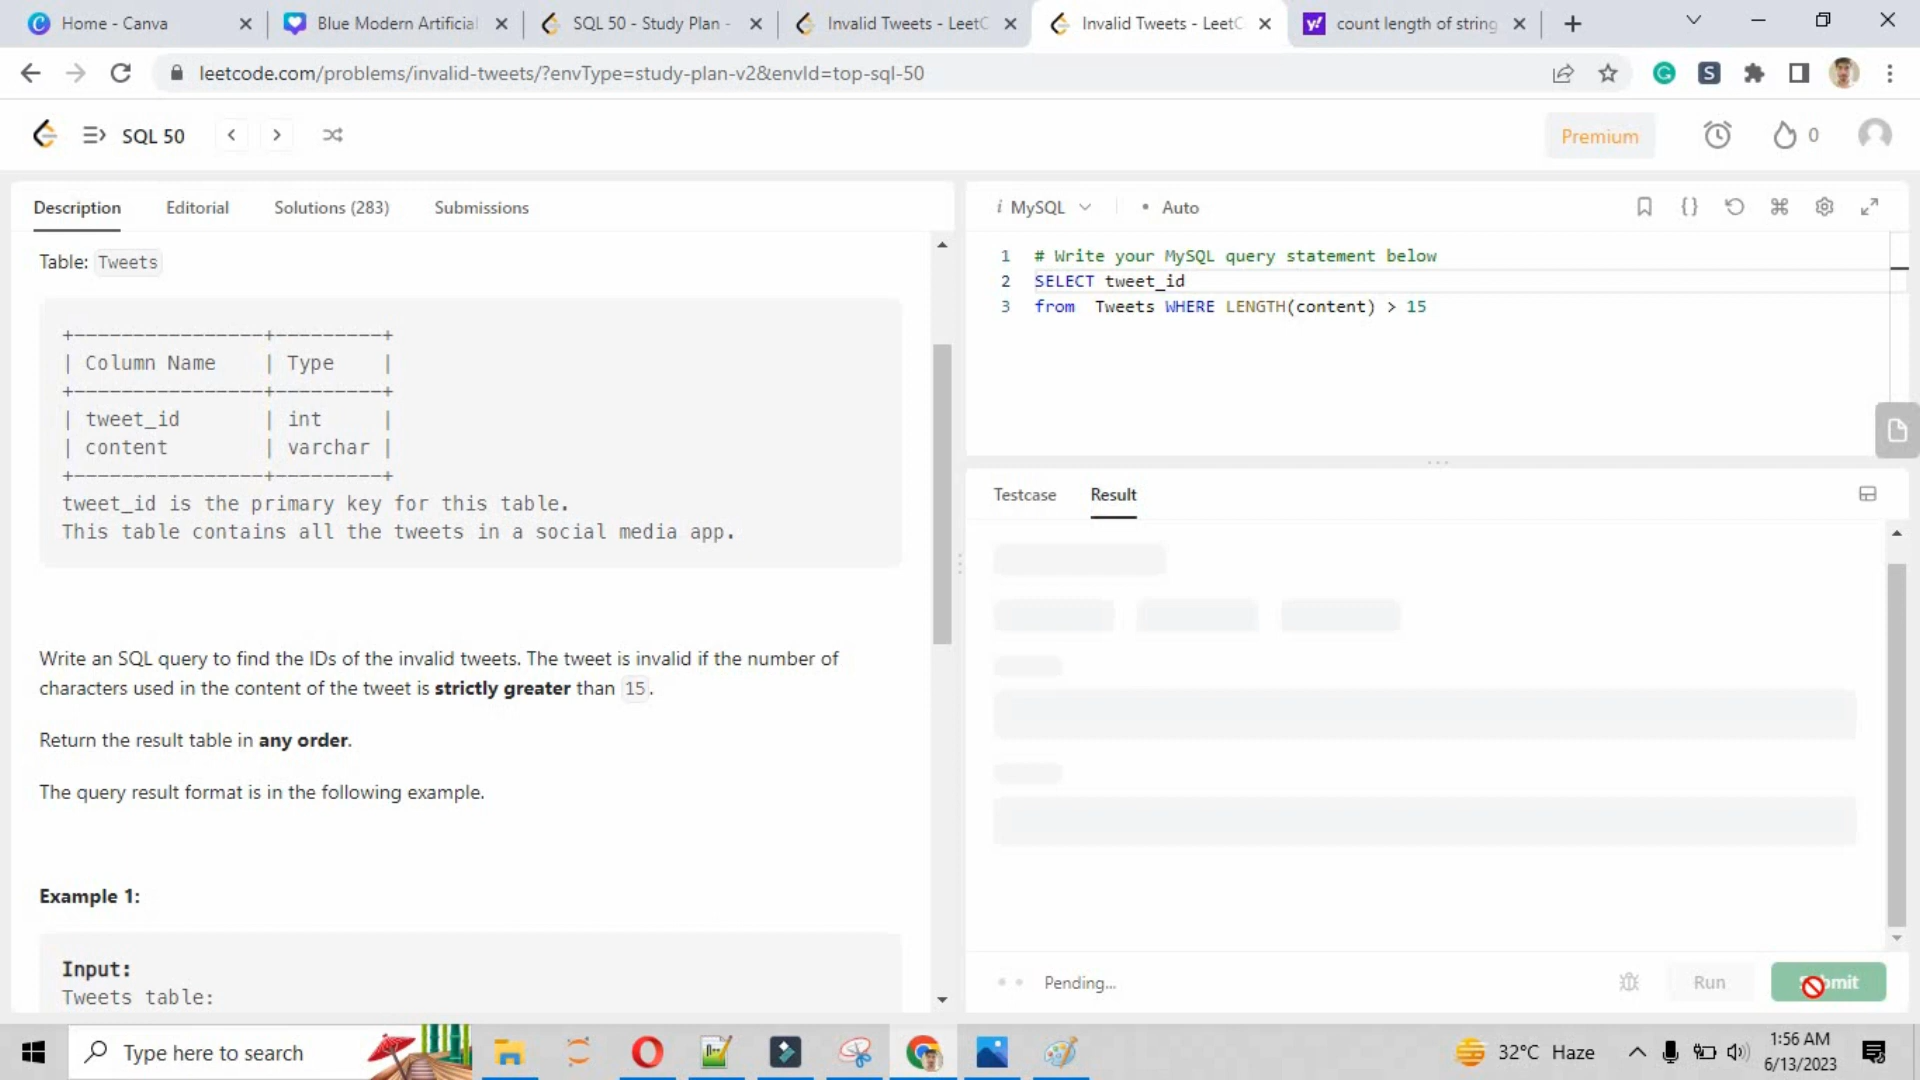 Home - Canva
Blue Modern Artificial
SQL 50 - Study Plan -
Invalid Tweets - LeetC
Invalid Tweets - LeetC
count length of string
leetcode.com/problems/invalid-tweets/?envType=study-plan-v2&envId=top-sql-50
SQL 50
Premium
0
Description
Editorial
Solutions (283)
Submissions
Table: Tweets
+----------------+---------+
| Column Name | Type |
+----------------+---------+
| tweet_id | int |
| content | varchar |
+----------------+---------+
tweet_id is the primary key for this table.
This table contains all the tweets in a social media app.
Write an SQL query to find the IDs of the invalid tweets. The tweet is invalid if the number of
characters used in the content of the tweet is strictly greater than 15.
Return the result table in any order.
The query result format is in the following example.
Example 1:
Input:
Tweets table:
i MySQL
• Auto
1 # Write your MySQL query statement below
2 SELECT tweet_id
3 from Tweets WHERE LENGTH(content) > 15
Testcase
Result
Pending...
Run
Type here to search
32°C Haze
1:56 AM
6/13/2023